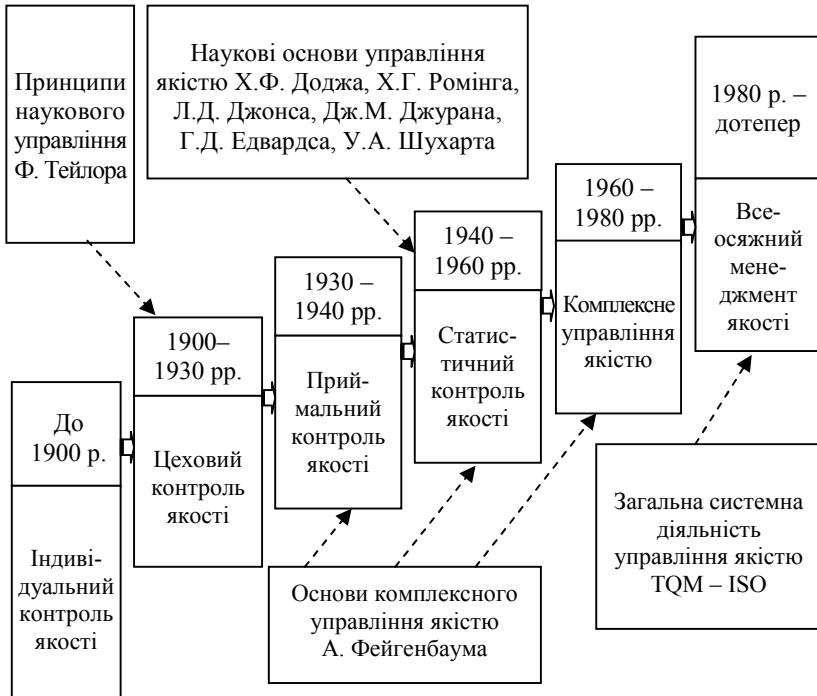 Принципи
наукового
управління
Ф. Тейлора
Наукові основи управління
якістю Х.Ф. Доджа, Х.Г. Ромінга,
Л.Д. Джонса, Дж.М. Джурана,
Г.Д. Едвардса, У.А. Шухарта
1980 р. –
дотепер
Все-
осяжний
мене-
джмент
якості
1960 –
1980 рр.
Комплексне
управління
якістю
1940 –
1960 рр.
Статис-
тичний
контроль
якості
1930 –
1940 рр.
Прий-
мальний
контроль
якості
1900–
1930 рр.
Цеховий
контроль
якості
До
1900 р.
Індиві-
дуальний
контроль
якості
Основи комплексного
управління якістю
А. Фейгенбаума
Загальна системна
діяльність
управління якістю
TQM – ISO